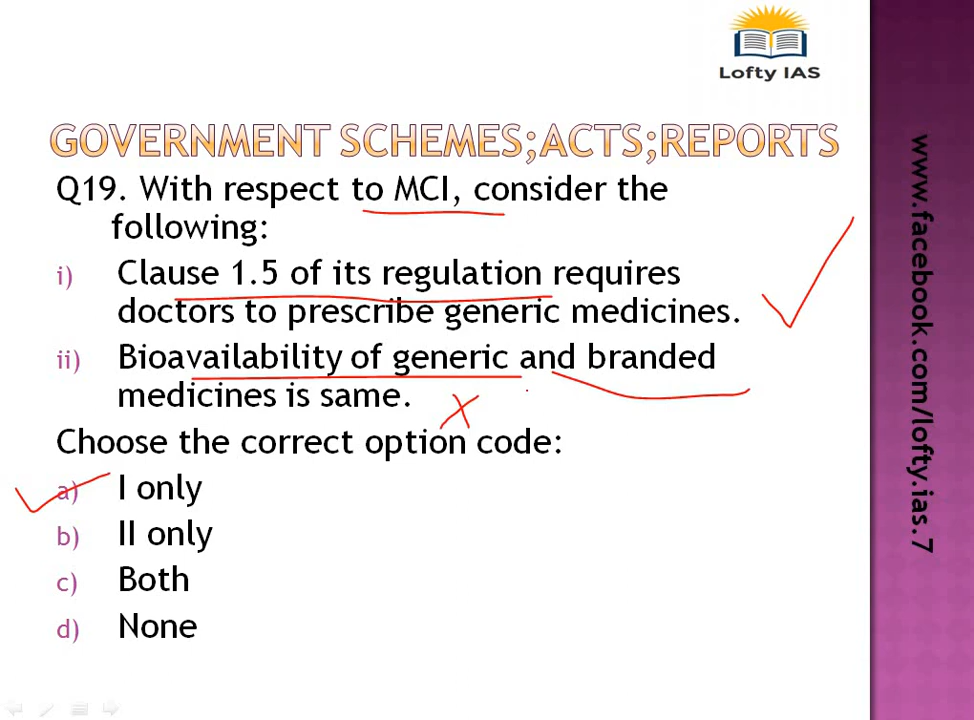 Lofty IAS
GOVERNMENT SCHEMES;ACTS;REPORTS
Q19. With respect to MCI, consider the
following:
i) Clause 1.5 of its regulation requires
doctors to prescribe generic medicines.
ii) Bioavailability of generic and branded
medicines is same.
Choose the correct option code:
a) I only
b) II only
c) Both
d) None
www.facebook.com/lofty.ias.7